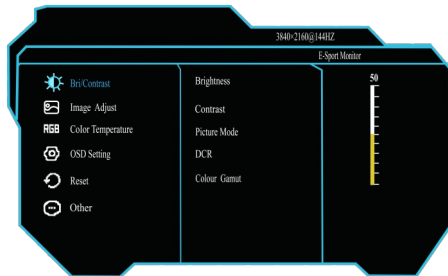 3840×2160@144HZ
E-Sport Monitor
Bri/Contrast
Image Adjust
RGB Color Temperature
OSD Setting
Reset
Other
Brightness
Contrast
Picture Mode
DCR
Colour Gamut
50